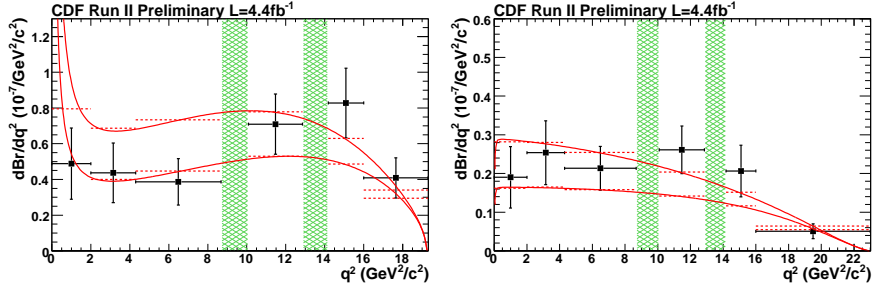 CDF Run II Preliminary L=4.4fb⁻¹
dBr/dq² (10⁻⁷/GeV²/c²)
1.2
1
0.8
0.6
0.4
0.2
0
0 2 4 6 8 10 12 14 16 18
q² (GeV²/c²)
CDF Run II Preliminary L=4.4fb⁻¹
dBr/dq² (10⁻⁷/GeV²/c²)
0.6
0.5
0.4
0.3
0.2
0.1
0
0 2 4 6 8 10 12 14 16 18 20 22
q² (GeV²/c²)